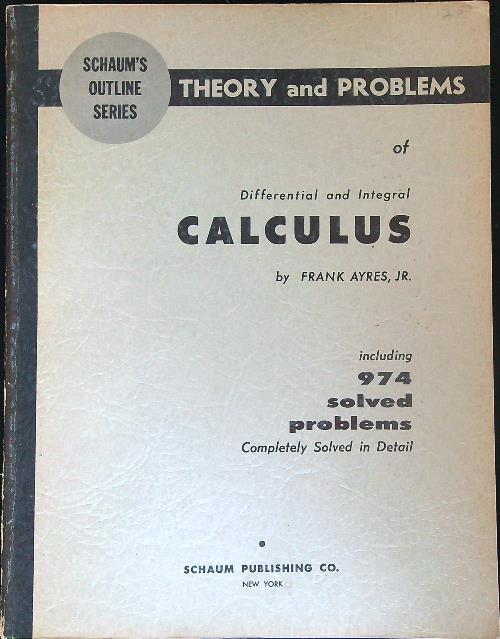 SCHAUM'S
OUTLINE
SERIES
THEORY and PROBLEMS
of
Differential and Integral
CALCULUS
by FRANK AYRES, JR.
including
974
solved
problems
Completely Solved in Detail
SCHAUM PUBLISHING CO.
NEW YORK